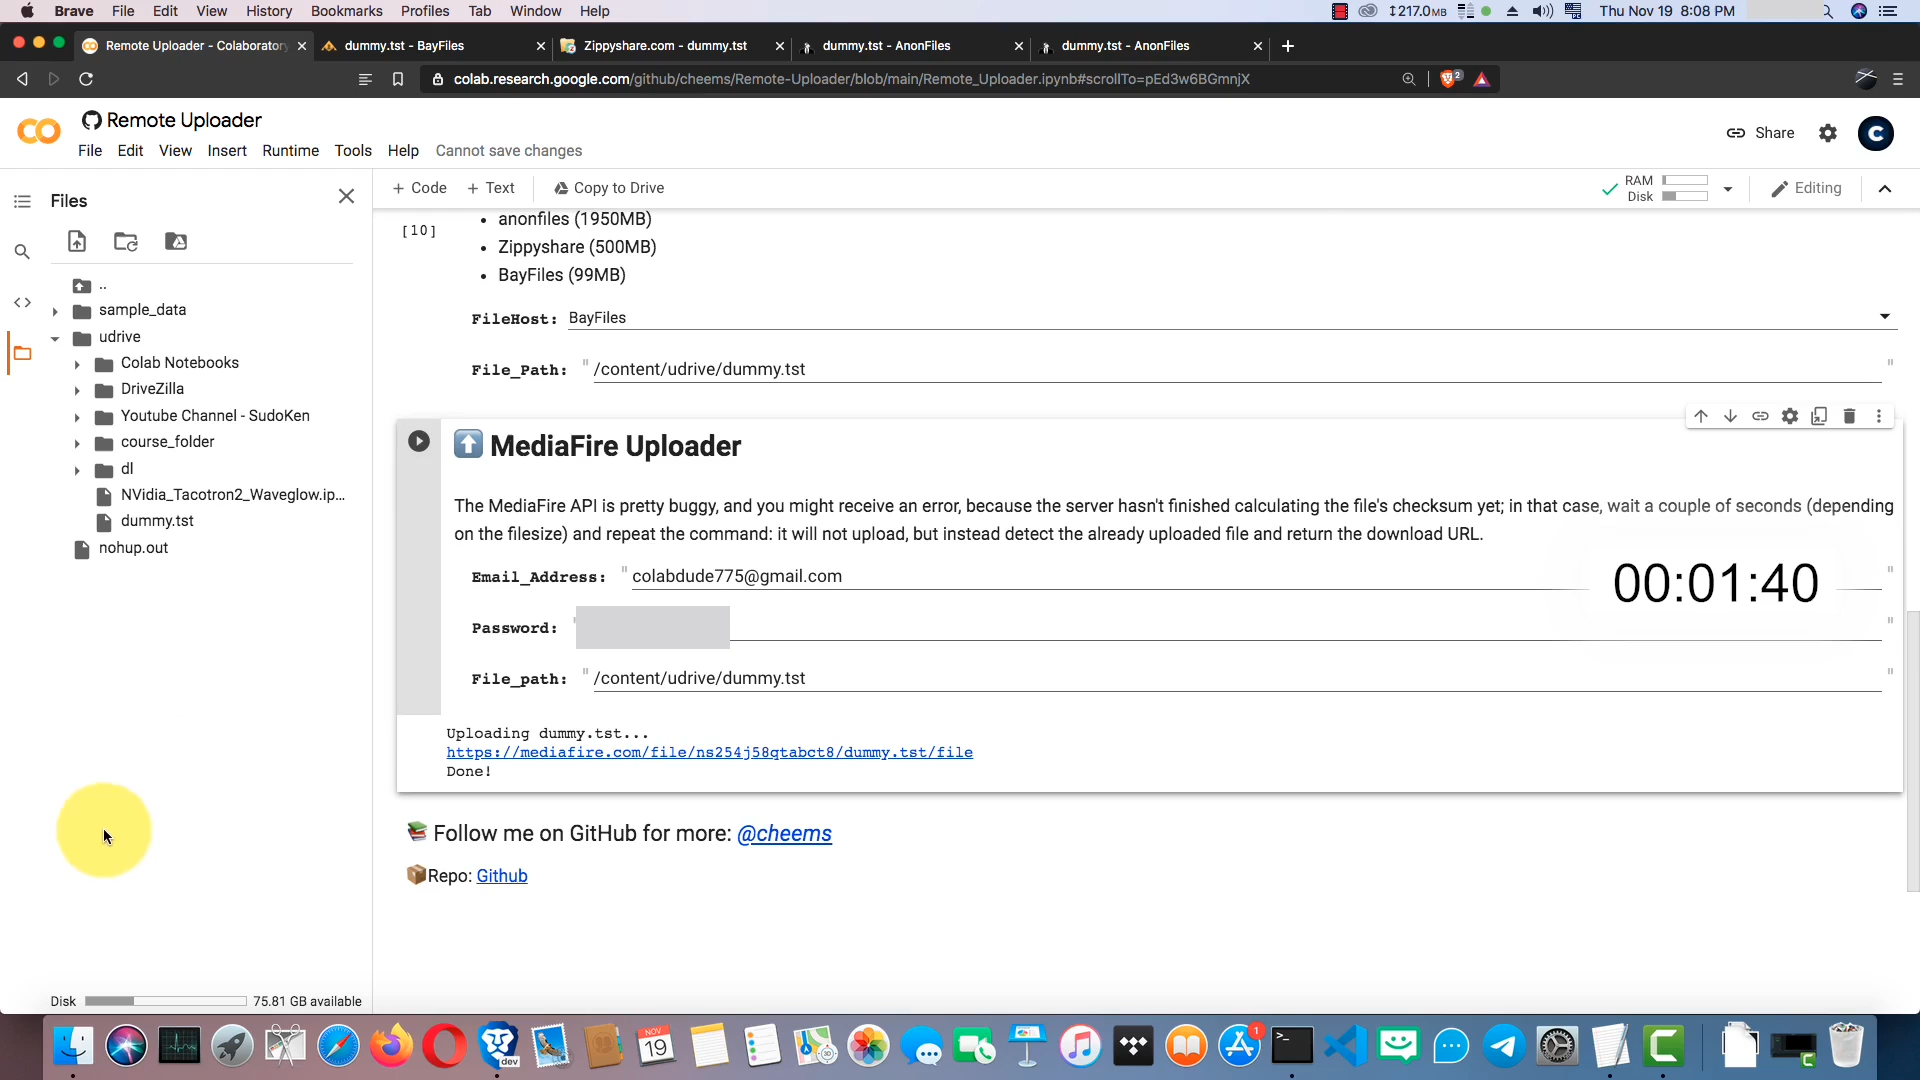 Brave File Edit View History Bookmarks Profiles Tab Window Help
217.0MB
Thu Nov 19 8:08 PM
Remote Uploader - Colaboratory
dummy.tst - BayFiles
Zippyshare.com - dummy.tst
dummy.tst - AnonFiles
dummy.tst - AnonFiles
colab.research.google.com/github/cheems/Remote-Uploader/blob/main/Remote_Uploader.ipynb#scrollTo=pEd3w6BGmnjX
2
Remote Uploader
Share
C
File Edit View Insert Runtime Tools Help Cannot save changes
Files
+ Code + Text Copy to Drive
RAM
Disk
Editing
..
sample_data
udrive
Colab Notebooks
DriveZilla
Youtube Channel - SudoKen
course_folder
dl
NVidia_Tacotron2_Waveglow.ip...
dummy.tst
nohup.out
Disk 75.81 GB available
[10]
• anonfiles (1950MB)
• Zippyshare (500MB)
• BayFiles (99MB)
FileHost: BayFiles
File_Path: " /content/udrive/dummy.tst "
MediaFire Uploader
The MediaFire API is pretty buggy, and you might receive an error, because the server hasn't finished calculating the file's checksum yet; in that case, wait a couple of seconds (depending
on the filesize) and repeat the command: it will not upload, but instead detect the already uploaded file and return the download URL.
Email_Address: " colabdude775@gmail.com "
00:01:40
Password: " "
File_path: " /content/udrive/dummy.tst "
Uploading dummy.tst...
https://mediafire.com/file/ns254j58qtabct8/dummy.tst/file
Done!
Follow me on GitHub for more: @cheems
Repo: Github
dev
NOV
19
1